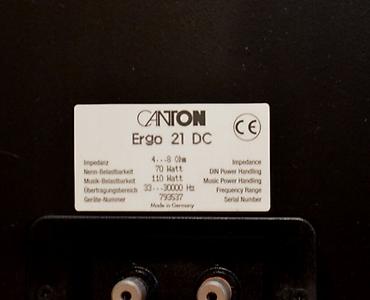 CANTON
Ergo 21 DC
CE
Impedanz 4...8 Ohm Impedance
Nenn-Belastbarkeit 70 Watt DIN Power Handling
Musik-Belastbarkeit 110 Watt Music Power Handling
Übertragungsbereich 33...30000 Hz Frequency Range
Geräte-Nummer 793537 Serial Number
Made in Germany